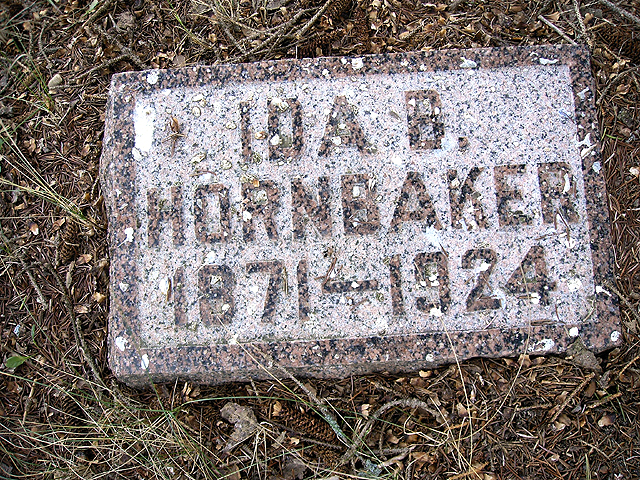 IDA B.
HORNBAKER
1871-1924